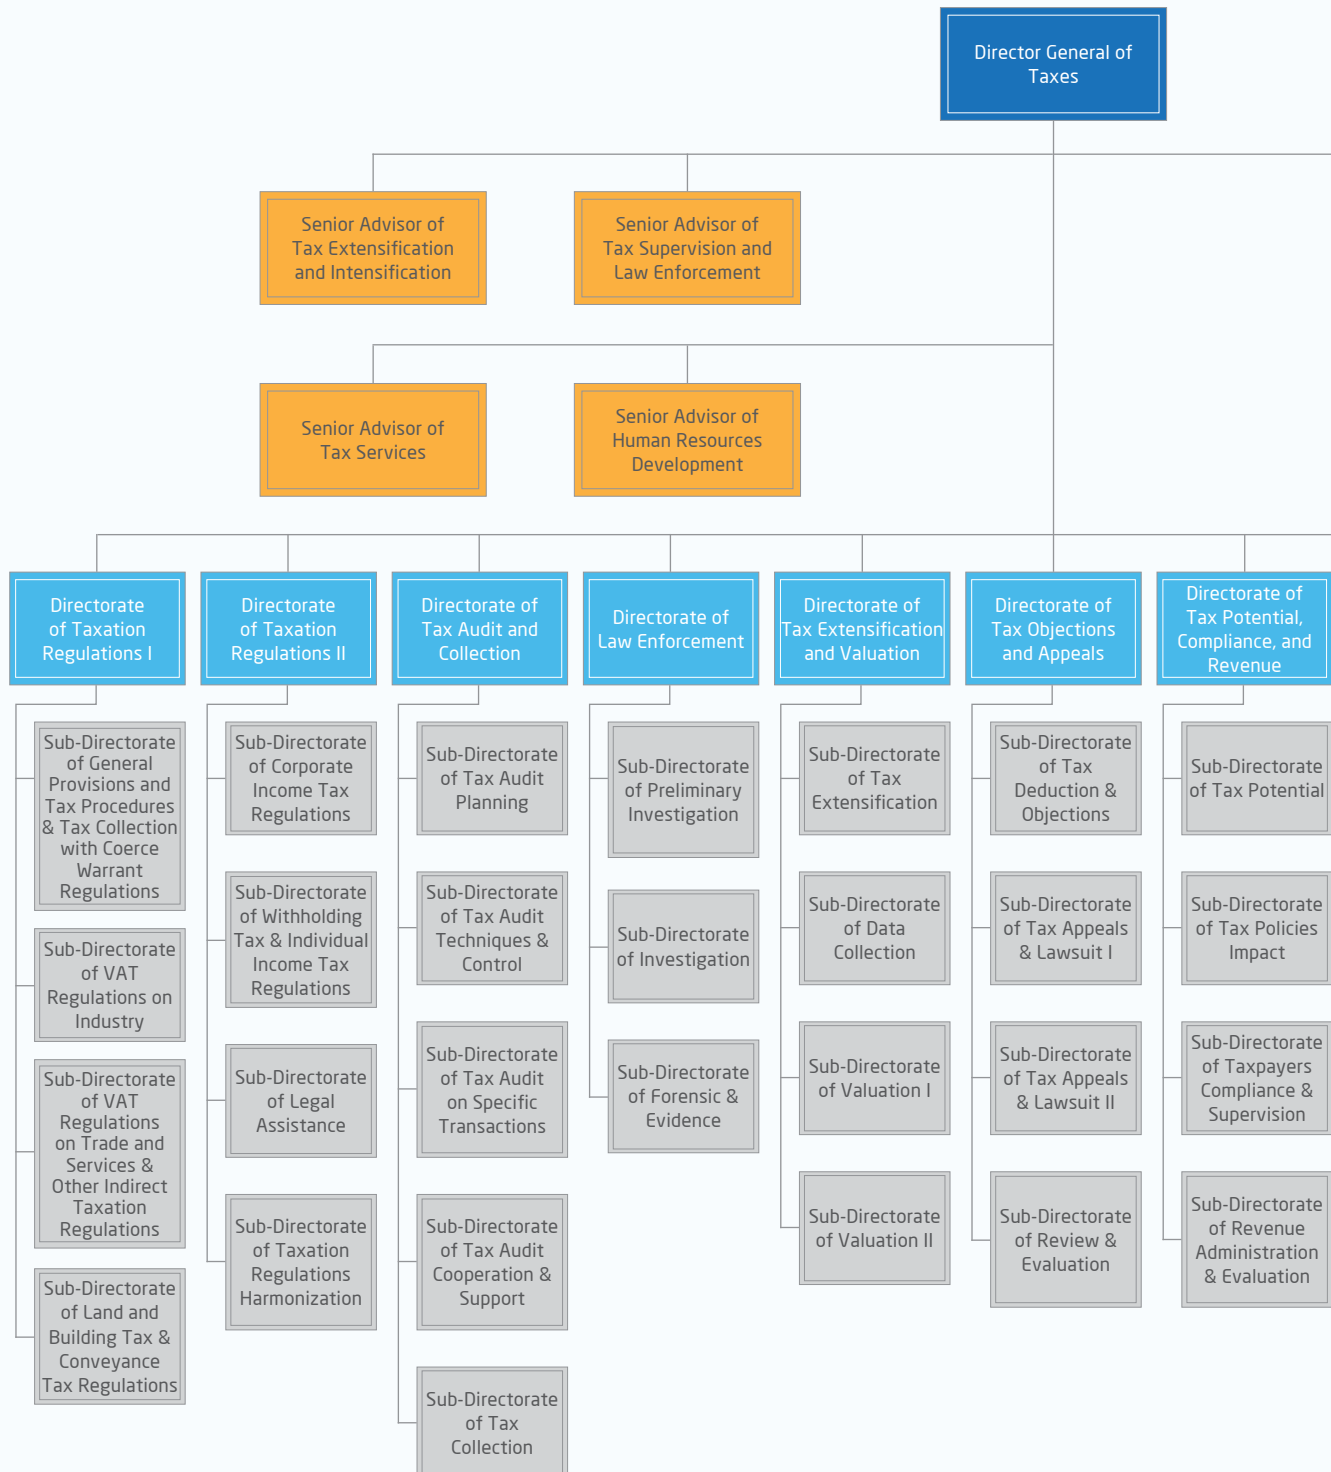 Director General of
Taxes
Senior Advisor of
Tax Extensification
and Intensification
Senior Advisor of
Tax Supervision and
Law Enforcement
Senior Advisor of
Tax Services
Senior Advisor of
Human Resources
Development
Directorate
of Taxation
Regulations I
Directorate
of Taxation
Regulations II
Directorate of
Tax Audit and
Collection
Directorate of
Law Enforcement
Directorate of
Tax Extensification
and Valuation
Directorate of
Tax Objections
and Appeals
Directorate of
Tax Potential,
Compliance, and
Revenue
Sub-Directorate
of General
Provisions and
Tax Procedures
& Tax Collection
with Coerce
Warrant
Regulations
Sub-Directorate
of VAT
Regulations on
Industry
Sub-Directorate
of VAT
Regulations
on Trade and
Services &
Other Indirect
Taxation
Regulations
Sub-Directorate
of Land and
Building Tax &
Conveyance
Tax Regulations
Sub-Directorate
of Corporate
Income Tax
Regulations
Sub-Directorate
of Withholding
Tax & Individual
Income Tax
Regulations
Sub-Directorate
of Legal
Assistance
Sub-Directorate
of Taxation
Regulations
Harmonization
Sub-Directorate
of Tax Audit
Planning
Sub-Directorate
of Tax Audit
Techniques &
Control
Sub-Directorate
of Tax Audit
on Specific
Transactions
Sub-Directorate
of Tax Audit
Cooperation &
Support
Sub-Directorate
of Tax
Collection
Sub-Directorate
of Preliminary
Investigation
Sub-Directorate
of Investigation
Sub-Directorate
of Forensic &
Evidence
Sub-Directorate
of Tax
Extensification
Sub-Directorate
of Data
Collection
Sub-Directorate
of Valuation I
Sub-Directorate
of Valuation II
Sub-Directorate
of Tax
Deduction &
Objections
Sub-Directorate
of Tax Appeals
& Lawsuit I
Sub-Directorate
of Tax Appeals
& Lawsuit II
Sub-Directorate
of Review &
Evaluation
Sub-Directorate
of Tax Potential
Sub-Directorate
of Tax Policies
Impact
Sub-Directorate
of Taxpayers
Compliance &
Supervision
Sub-Directorate
of Revenue
Administration
& Evaluation